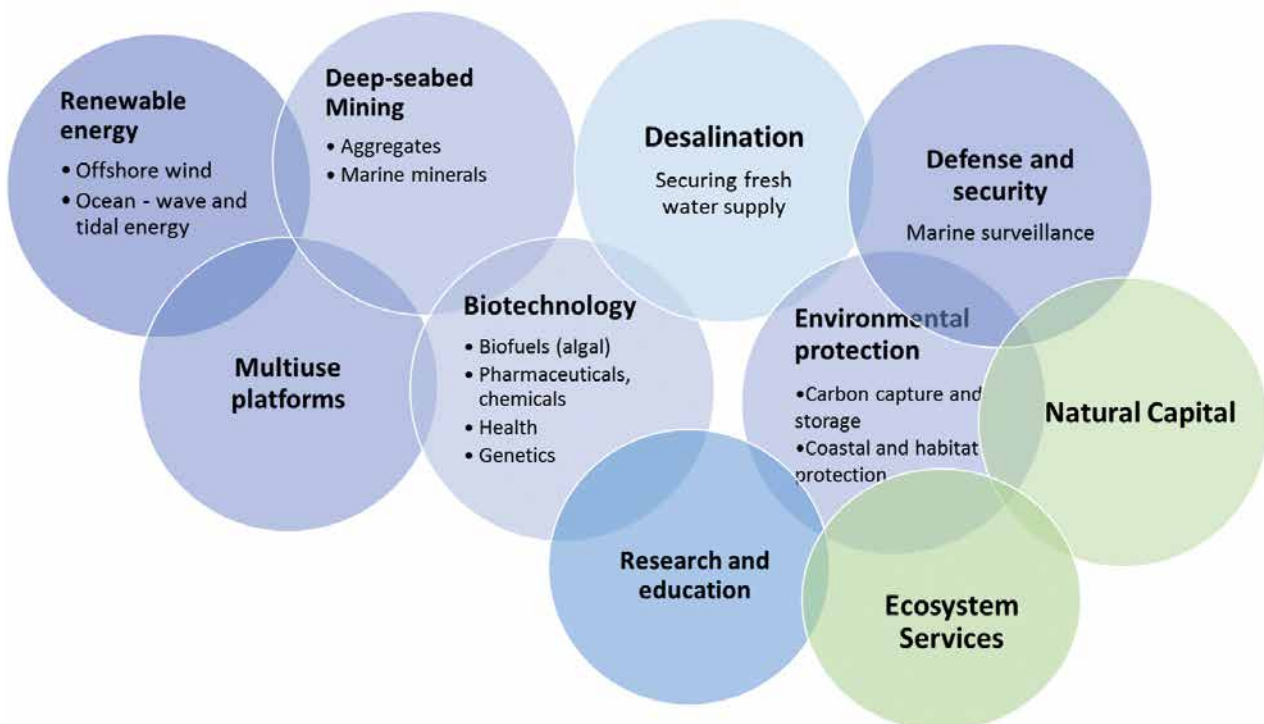 Renewable
energy
• Offshore wind
• Ocean - wave and
tidal energy
Deep-seabed
Mining
• Aggregates
• Marine minerals
Desalination
Securing fresh
water supply
Defense and
security
Marine surveillance
Multiuse
platforms
Biotechnology
• Biofuels (algal)
• Pharmaceuticals,
chemicals
• Health
• Genetics
Environmental
protection
•Carbon capture and
storage
•Coastal and habitat
protection
Natural Capital
Research and
education
Ecosystem
Services